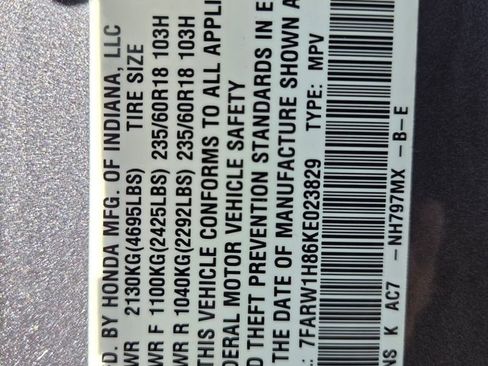 D. BY HONDA MFG. OF INDIANA, LLC
TIRE SIZE
WR 2130KG(4695LBS)
WR F 1100KG(2425LBS) 235/60R18 103H
WR R 1040KG(2292LBS) 235/60R18 103H
THIS VEHICLE CONFORMS TO ALL APPLI
DERAL MOTOR VEHICLE SAFETY
D THEFT PREVENTION STANDARDS IN E
THE DATE OF MANUFACTURE SHOWN A
: 7FARW1H86KE023829 TYPE: MPV
NS K AC7 -NH797MX -B-E